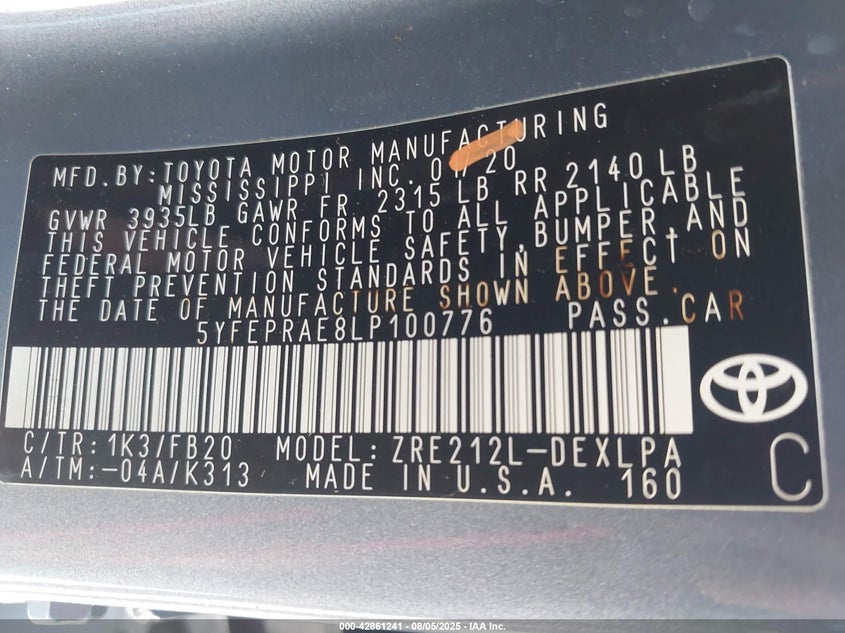 MFD.BY:TOYOTA MOTOR MANUFACTURING
MISSISSIPPI INC. 20
GVWR 3935LB GAWR FR 2315 LB RR 2140 LB
THIS VEHICLE CONFORMS TO ALL APPLICABLE
FEDERAL MOTOR VEHICLE SAFETY,BUMPER,AND
THEFT PREVENTION STANDARDS IN EFFECT ON
THE DATE OF MANUFACTURE SHOWN ABOVE.
5YFEPRAE8LP100776 PASS.CAR
C/TR:1K3/FB20 MODEL:ZRE212L-DEXLPA
A/TM:-04A/K313 MADE IN U.S.A. 160
C
000-42861241 - 08/05/2025 - IAA Inc.